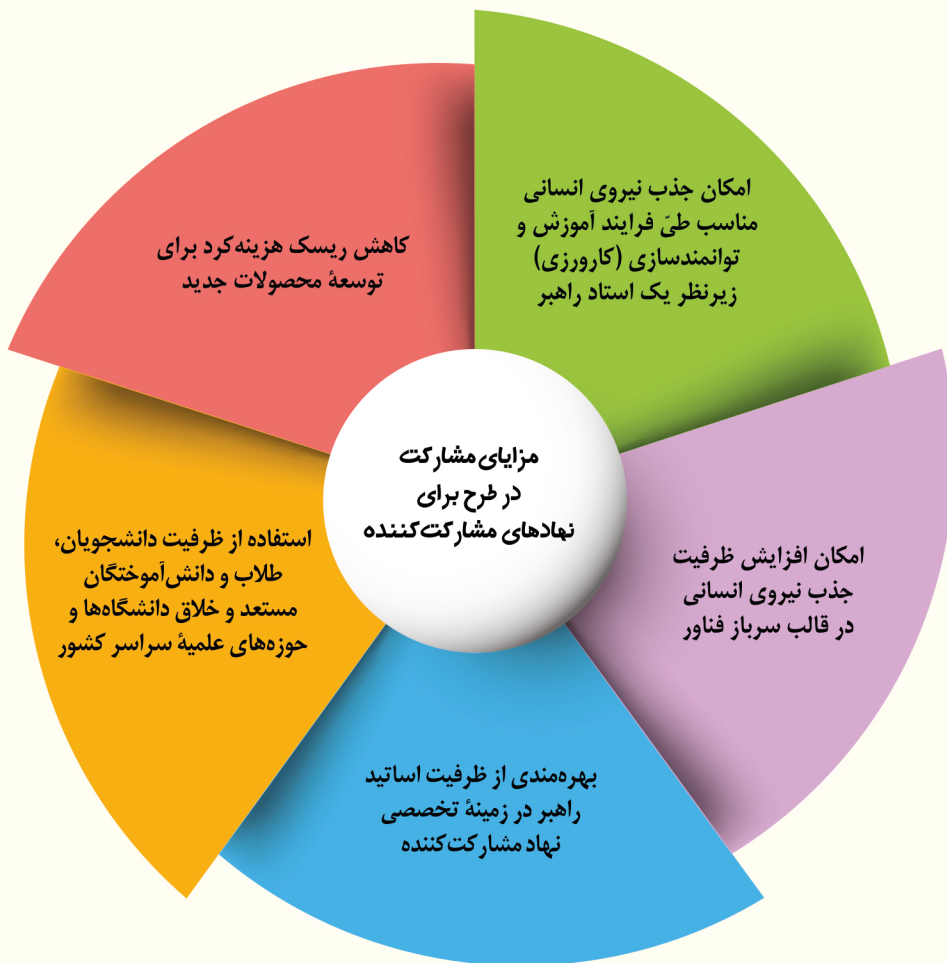 مزایای مشارکت
در طرح برای
نهادهای مشارکت‌کننده
امکان جذب نیروی انسانی
مناسب طیّ فرایند آموزش و
توانمندسازی (کارورزی)
زیرنظر یک استاد راهبر
امکان افزایش ظرفیت
جذب نیروی انسانی
در قالب سرباز فناور
بهره‌مندی از ظرفیت اساتید
راهبر در زمینهٔ تخصصی
نهاد مشارکت‌کننده
استفاده از ظرفیت دانشجویان،
طلاب و دانش‌آموختگان
مستعد و خلاق دانشگاه‌ها و
حوزه‌های علمیهٔ سراسر کشور
کاهش ریسک هزینه‌کرد برای
توسعهٔ محصولات جدید